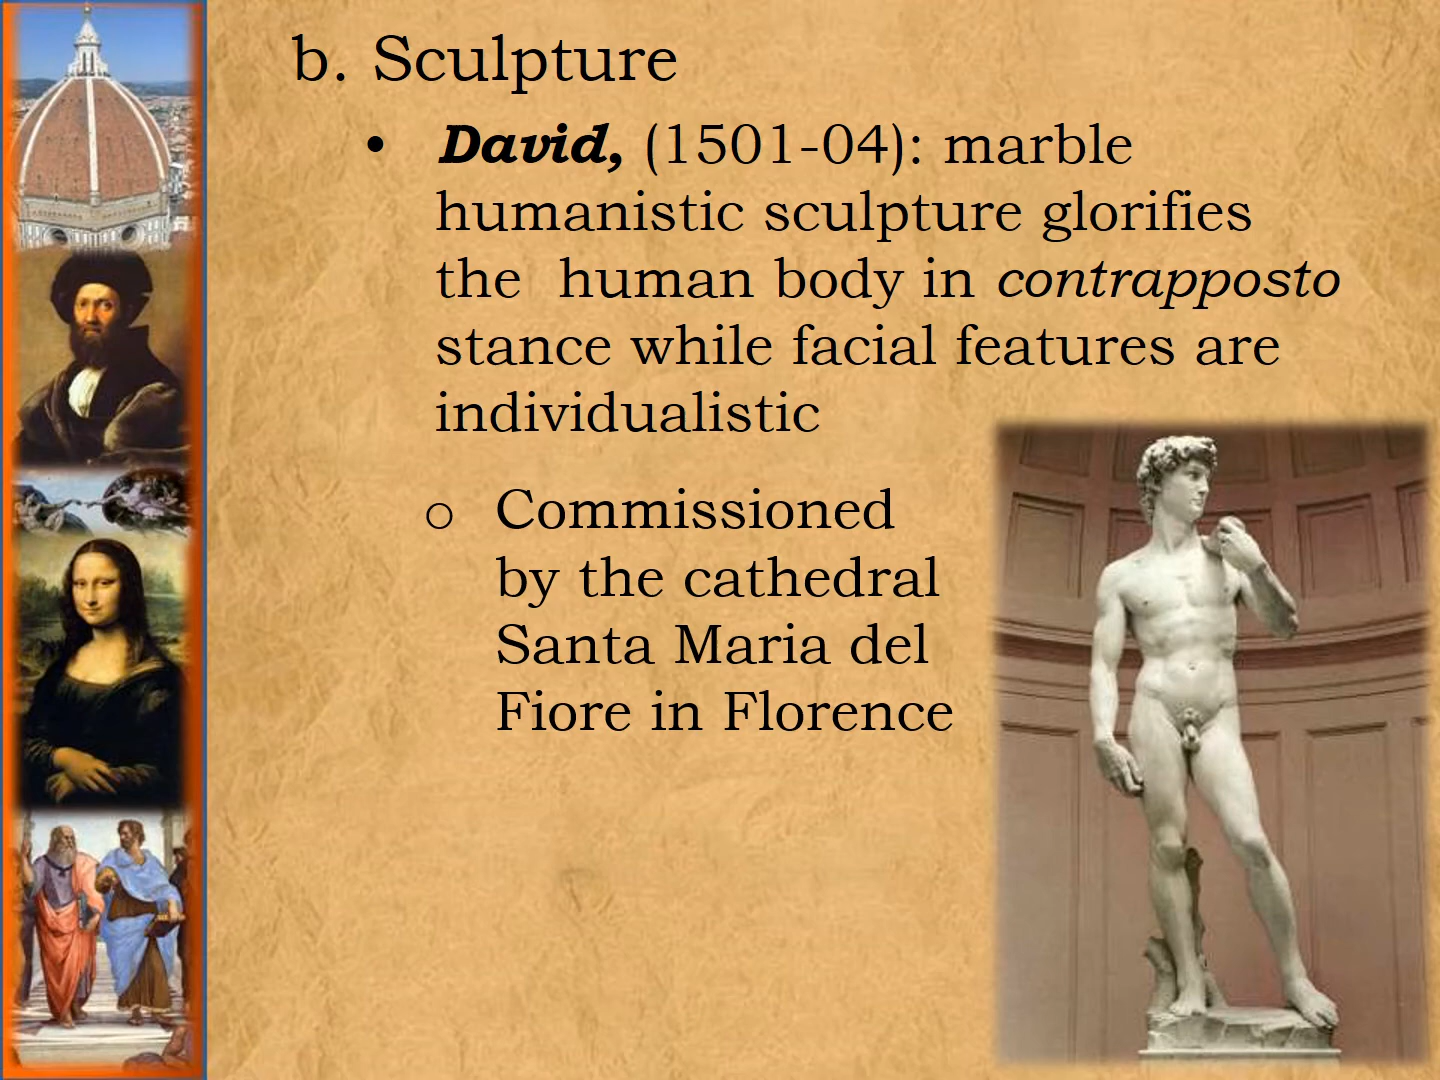 b. Sculpture
• David, (1501-04): marble
humanistic sculpture glorifies
the  human body in contrapposto
stance while facial features are
individualistic
o Commissioned
by the cathedral
Santa Maria del
Fiore in Florence